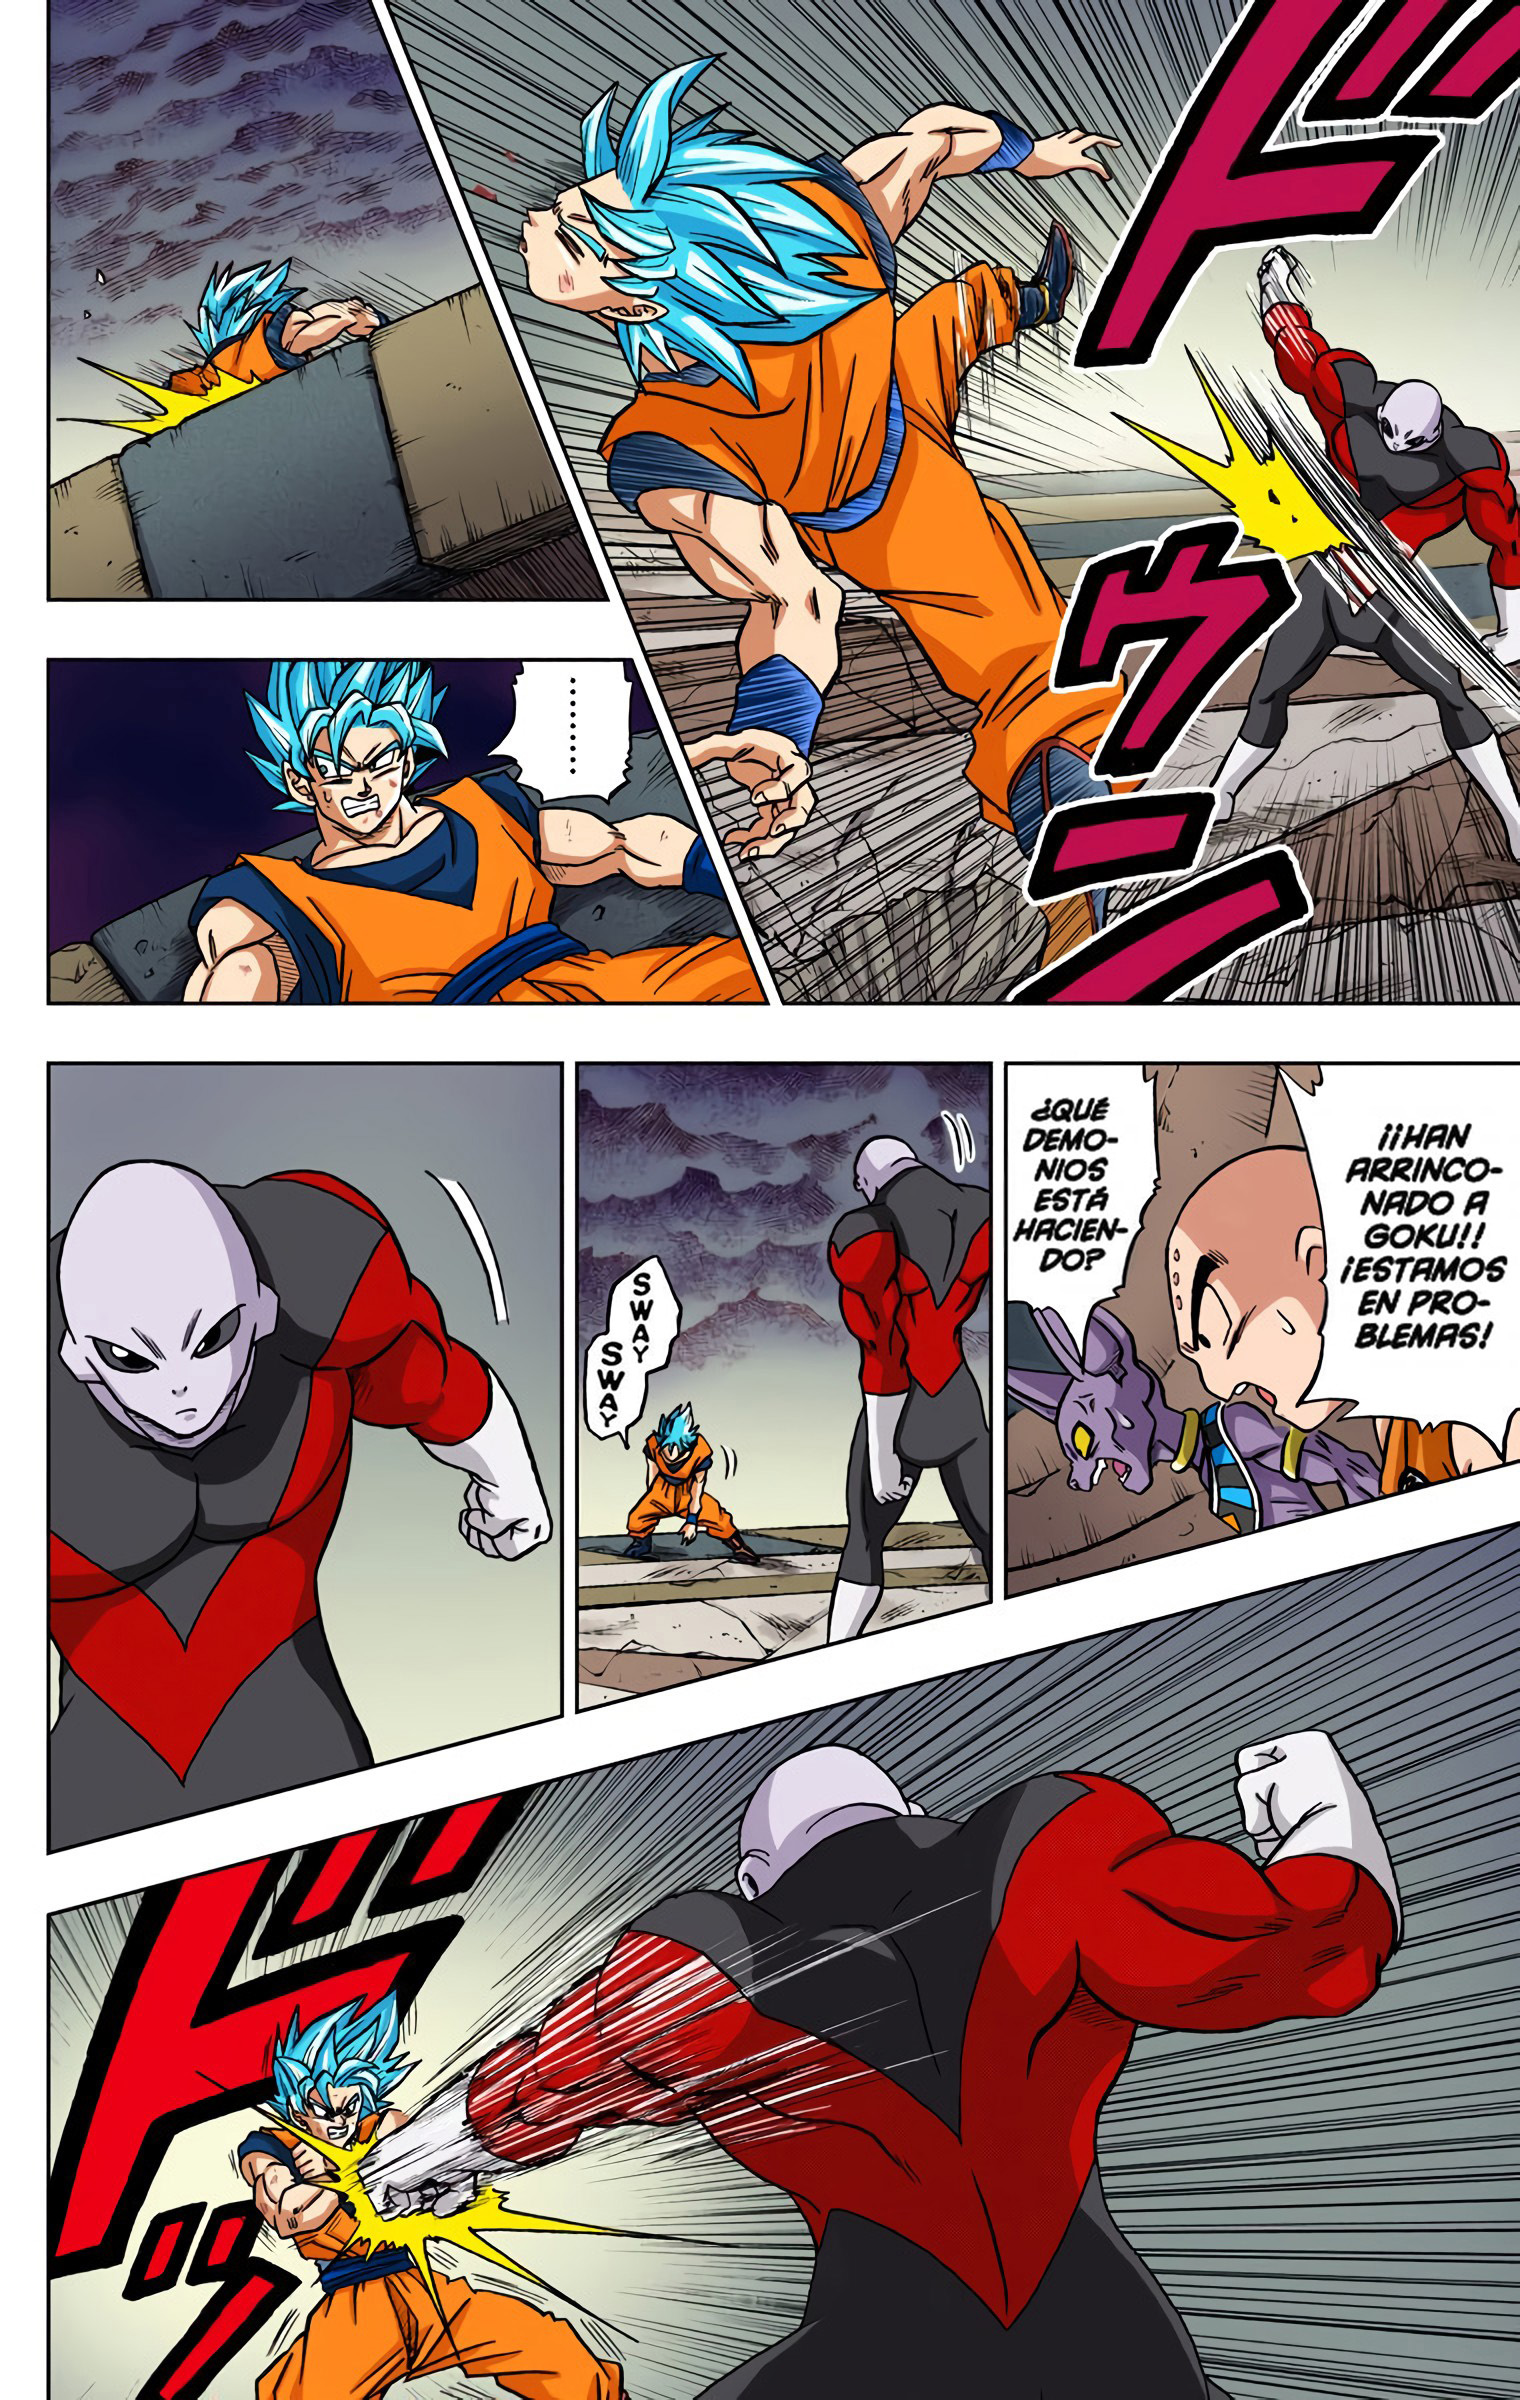 ドゥン
.......
¡¡HAN
ARRINCO-
NADO A
GOKU!!
¡ESTAMOS
EN PRO-
BLEMAS!
¿QUÉ
DEMO-
NIOS
ESTÁ
HACIEN-
DO?
SWAY
SWAY
ドッ